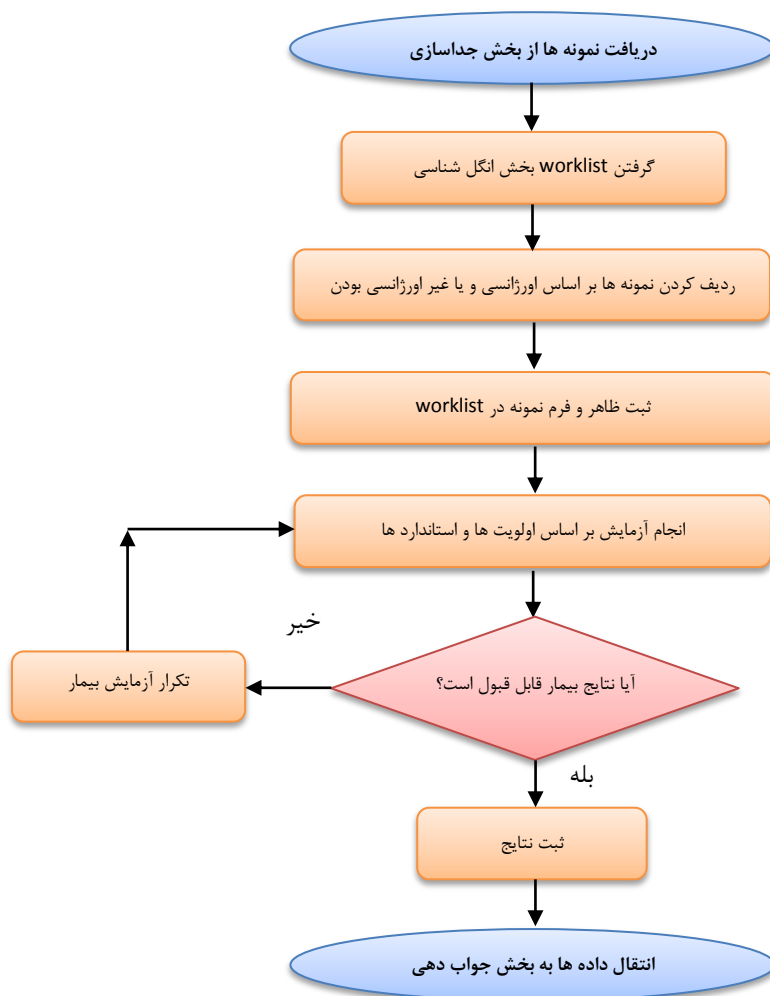 دریافت نمونه ها از بخش جداسازی
گرفتن worklist بخش انگل شناسی
ردیف کردن نمونه ها بر اساس اورژانسی و یا غیر اورژانسی بودن
ثبت ظاهر و فرم نمونه در worklist
انجام آزمایش بر اساس اولویت ها و استاندارد ها
خیر
آیا نتایج بیمار قابل قبول است؟
تکرار آزمایش بیمار
بله
ثبت نتایج
انتقال داده ها به بخش جواب دهی